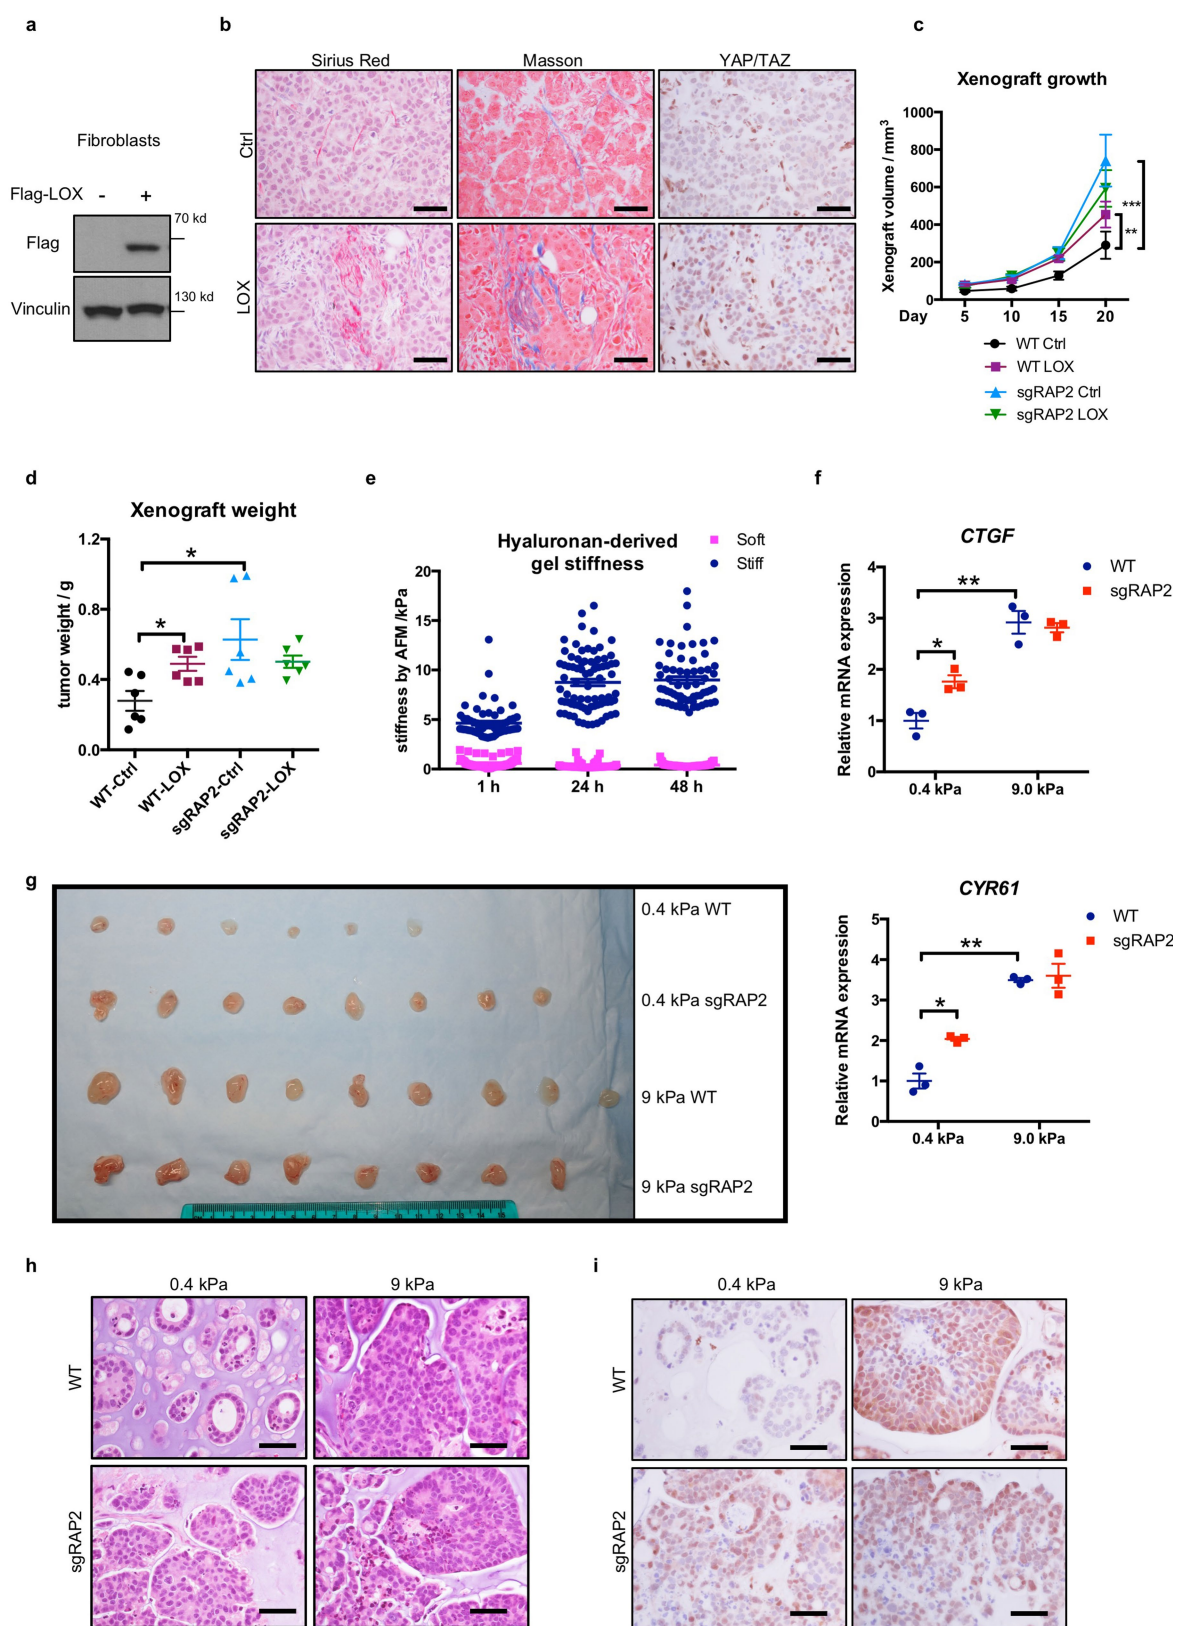 a
Fibroblasts
Flag-LOX - +
70 kd
Flag
130 kd
Vinculin
b
Sirius Red Masson YAP/TAZ
Ctrl
LOX
c
Xenograft growth
Xenograft volume / mm3
1000
800
600
400
200
0
***
**
Day 5 10 15 20
WT Ctrl
WT LOX
sgRAP2 Ctrl
sgRAP2 LOX
d
Xenograft weight
tumor weight / g
1.2
0.8
0.4
0.0
*
*
WT-Ctrl
WT-LOX
sgRAP2-Ctrl
sgRAP2-LOX
e
Hyaluronan-derived
gel stiffness
Soft
Stiff
stiffness by AFM /kPa
20
15
10
5
0
1 h 24 h 48 h
f
CTGF
WT
sgRAP2
Relative mRNA expression
4
3
2
1
0
**
*
0.4 kPa 9.0 kPa
CYR61
WT
sgRAP2
Relative mRNA expression
5
4
3
2
1
0
**
*
0.4 kPa 9.0 kPa
g
0.4 kPa WT
0.4 kPa sgRAP2
9 kPa WT
9 kPa sgRAP2
h
0.4 kPa 9 kPa
WT
sgRAP2
i
0.4 kPa 9 kPa
WT
sgRAP2